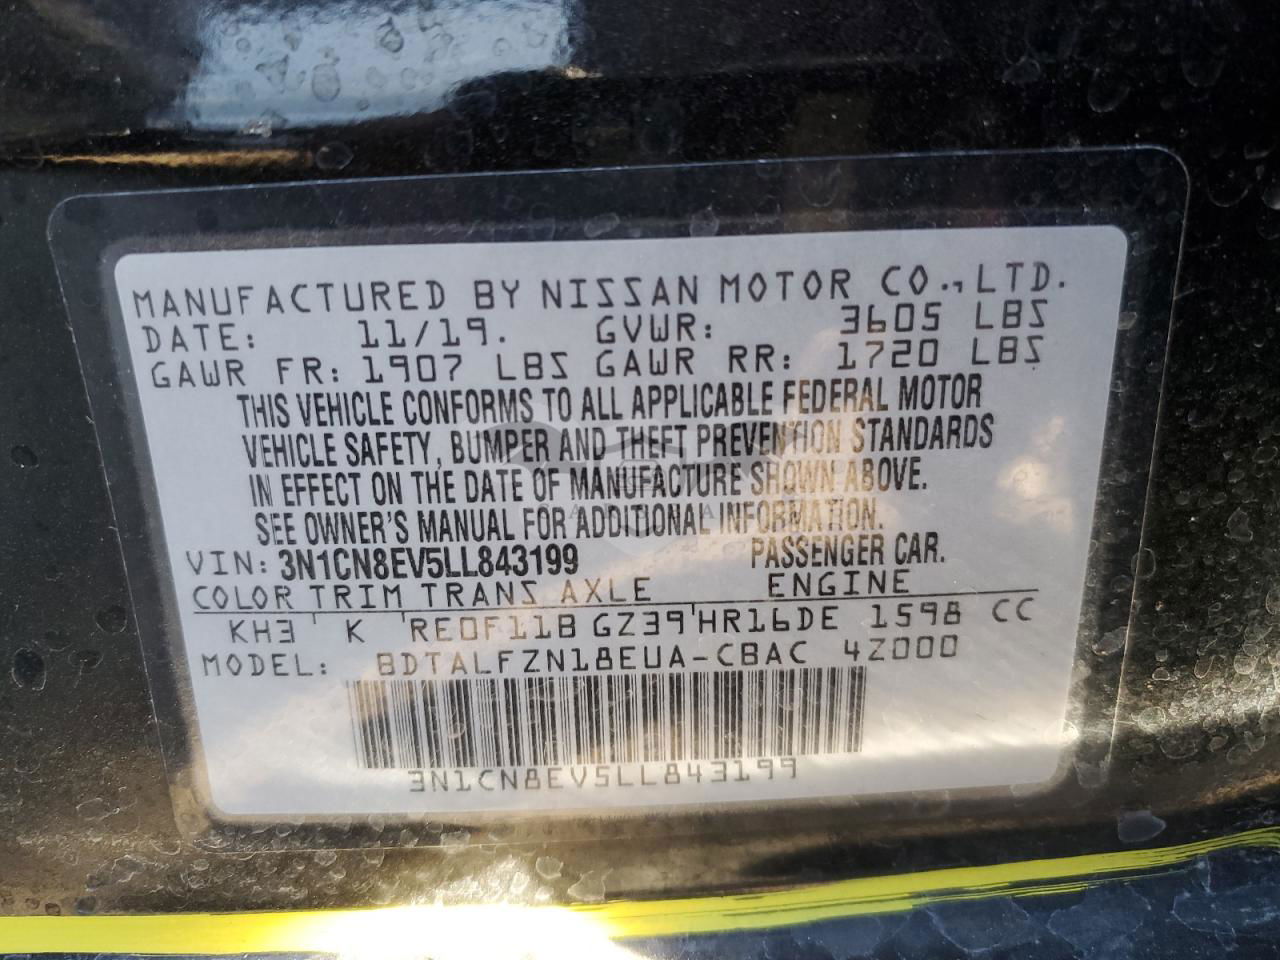 MANUFACTURED BY NISSAN MOTOR CO., LTD.
DATE: 11/19. GVWR: 3605 LBS
GAWR FR: 1907 LBS GAWR RR: 1720 LBS
THIS VEHICLE CONFORMS TO ALL APPLICABLE FEDERAL MOTOR
VEHICLE SAFETY, BUMPER AND THEFT PREVENTION STANDARDS
IN EFFECT ON THE DATE OF MANUFACTURE SHOWN ABOVE.
SEE OWNER'S MANUAL FOR ADDITIONAL INFORMATION.
VIN: 3N1CN8EV5LL843199 PASSENGER CAR.
COLOR TRIM TRANS AXLE ENGINE
KH3 K RE0F11B GZ39 HR16DE 1598 CC
MODEL: BDTALFZN18EUA-CBAC 4Z000
3N1CN8EV5LL843199